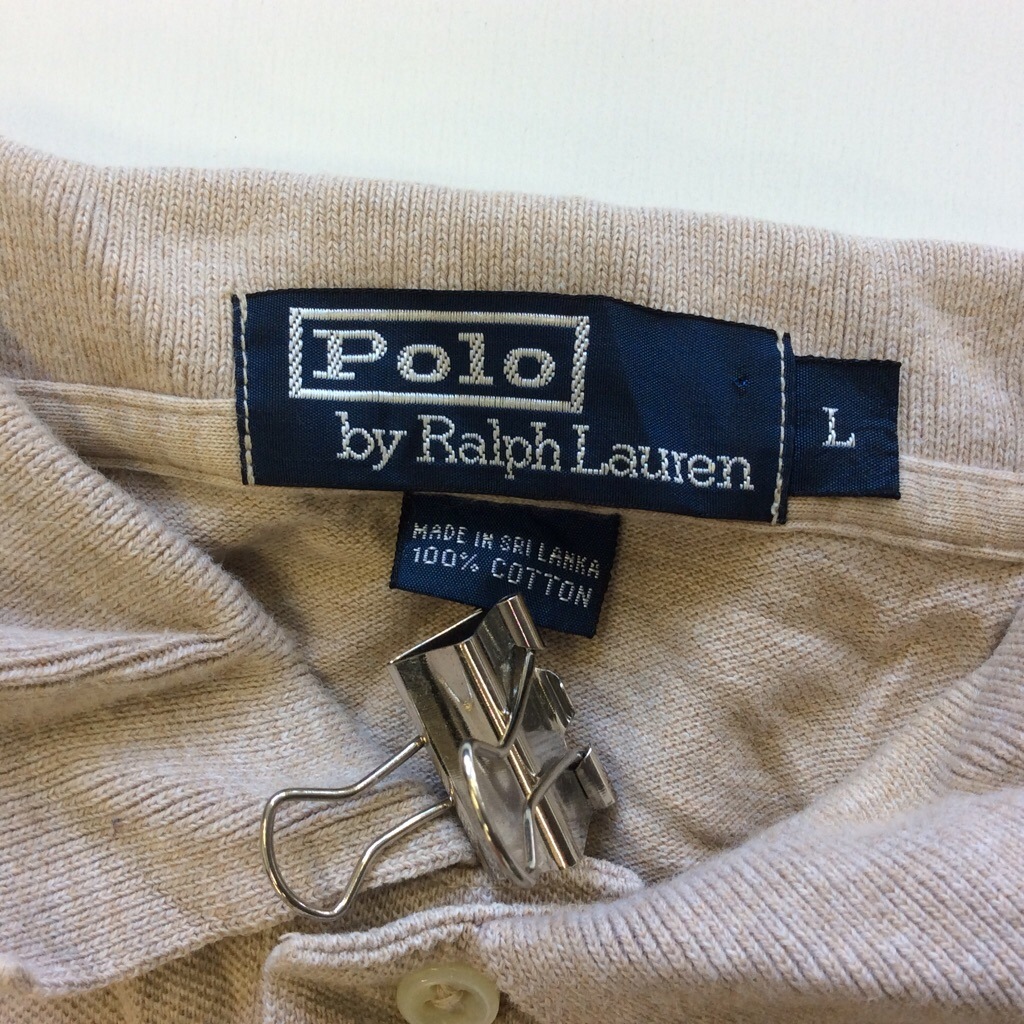 Polo
by Ralph Lauren
L
MADE IN SRI LANKA
100% COTTON